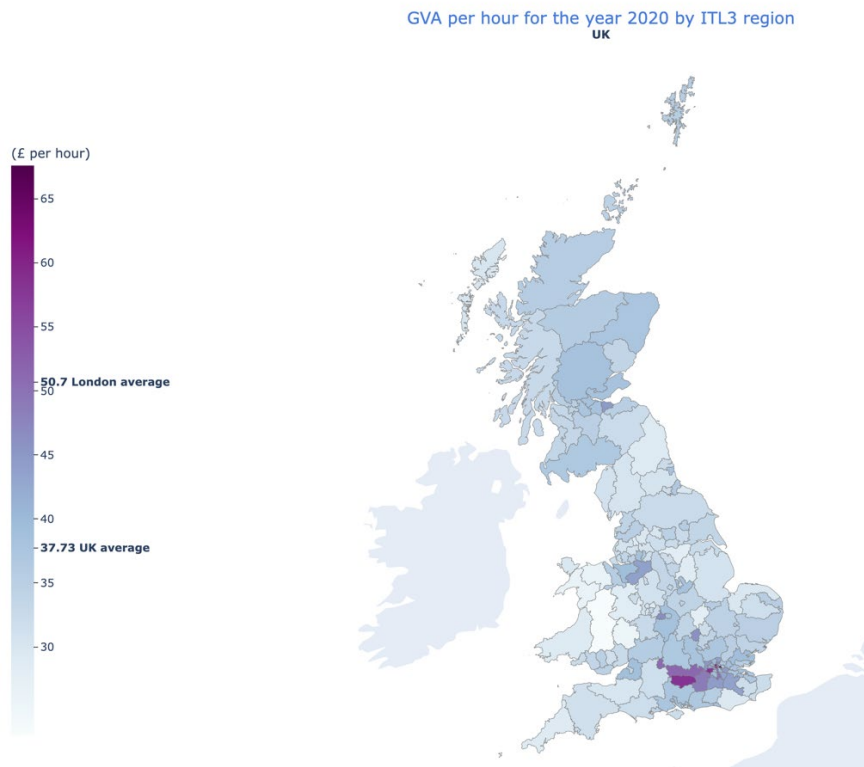 GVA per hour for the year 2020 by ITL3 region
UK
(£ per hour)
65
60
55
50.7 London average
50
45
40
37.73 UK average
35
30